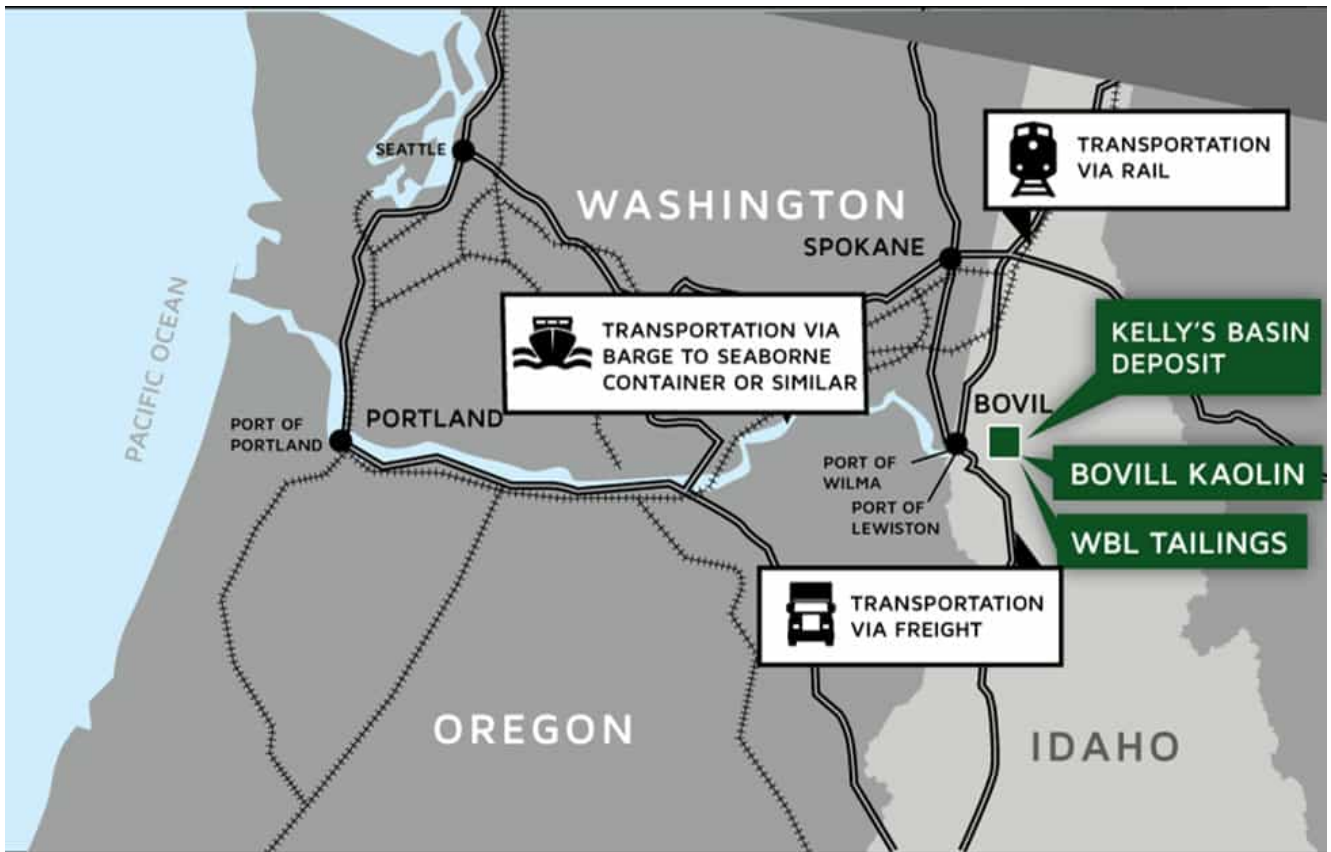 SEATTLE
WASHINGTON
TRANSPORTATION
VIA RAIL
SPOKANE
PACIFIC OCEAN
TRANSPORTATION VIA
BARGE TO SEABORNE
CONTAINER OR SIMILAR
KELLY'S BASIN
DEPOSIT
BOVIL
PORTLAND
PORT OF
PORTLAND
PORT OF
WILMA
BOVILL KAOLIN
PORT OF
LEWISTON
WBL TAILINGS
TRANSPORTATION
VIA FREIGHT
OREGON
IDAHO